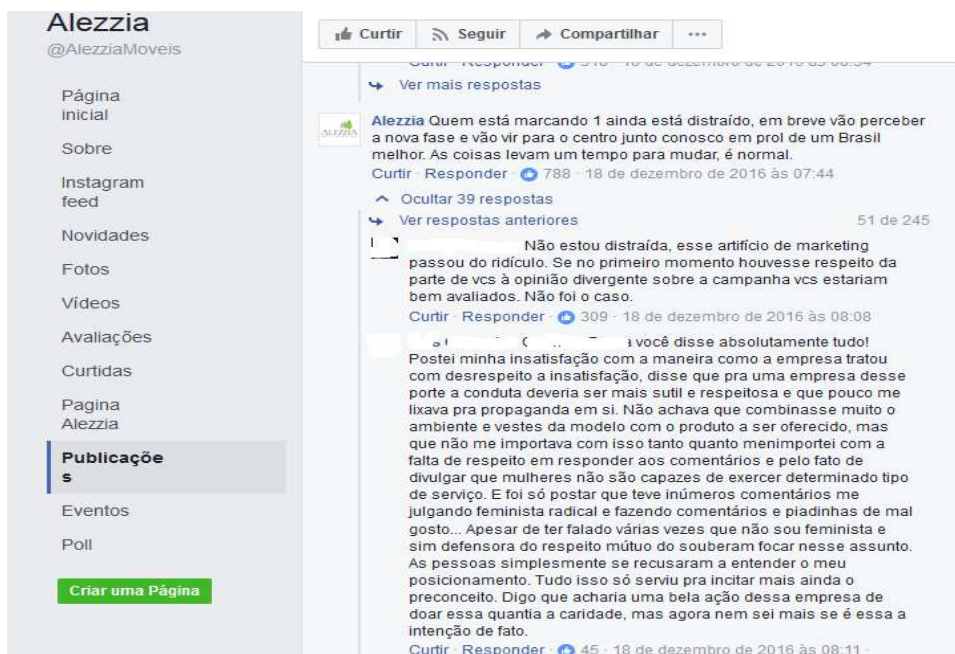 Alezzia
@AlezziaMoveis
Página
inicial
Sobre
Instagram
feed
Novidades
Fotos
Vídeos
Avaliações
Curtidas
Pagina
Alezzia
Publicaçõe
s
Eventos
Poll
Criar uma Página
Curtir Seguir Compartilhar ...
Curtir · Responder · 18 de dezembro de 2016 às
Ver mais respostas
ALEZZIA
Alezzia Quem está marcando 1 ainda está distraído, em breve vão perceber
a nova fase e vão vir para o centro junto conosco em prol de um Brasil
melhor. As coisas levam um tempo para mudar, é normal.
Curtir · Responder · 788 · 18 de dezembro de 2016 às 07:44
Ocultar 39 respostas
Ver respostas anteriores 51 de 245
Não estou distraída, esse artifício de marketing
passou do ridículo. Se no primeiro momento houvesse respeito da
parte de vcs à opinião divergente sobre a campanha vcs estariam
bem avaliados. Não foi o caso.
Curtir · Responder · 309 · 18 de dezembro de 2016 às 08:08
você disse absolutamente tudo!
Postei minha insatisfação com a maneira como a empresa tratou
com desrespeito a insatisfação, disse que pra uma empresa desse
porte a conduta deveria ser mais sutil e respeitosa e que pouco me
lixava pra propaganda em si. Não achava que combinasse muito o
ambiente e vestes da modelo com o produto a ser oferecido, mas
que não me importava com isso tanto quanto menimportei com a
falta de respeito em responder aos comentários e pelo fato de
divulgar que mulheres não são capazes de exercer determinado tipo
de serviço. E foi só postar que teve inúmeros comentários me
julgando feminista radical e fazendo comentários e piadinhas de mal
gosto... Apesar de ter falado várias vezes que não sou feminista e
sim defensora do respeito mútuo do souberam focar nesse assunto.
As pessoas simplesmente se recusaram a entender o meu
posicionamento. Tudo isso só serviu pra incitar mais ainda o
preconceito. Digo que acharia uma bela ação dessa empresa de
doar essa quantia a caridade, mas agora nem sei mais se é essa a
intenção de fato.
Curtir · Responder · 45 · 18 de dezembro de 2016 às 08:11 ·